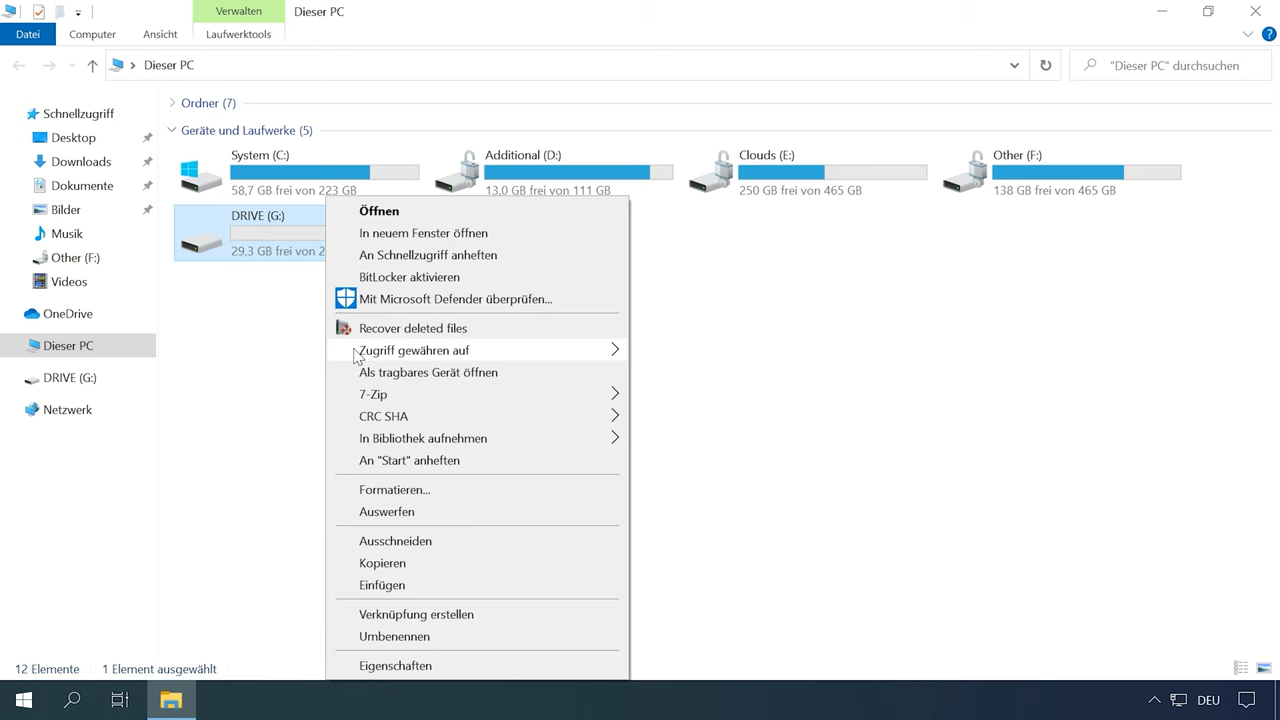 Verwalten
Dieser PC
Datei
Computer
Ansicht
Laufwerktools
Dieser PC
"Dieser PC" durchsuchen
Schnellzugriff
Desktop
Downloads
Dokumente
Bilder
Musik
Other (F:)
Videos
OneDrive
Dieser PC
DRIVE (G:)
Netzwerk
Ordner (7)
Geräte und Laufwerke (5)
System (C:)
58,7 GB frei von 223 GB
Additional (D:)
13,0 GB frei von 111 GB
Clouds (E:)
250 GB frei von 465 GB
Other (F:)
138 GB frei von 465 GB
DRIVE (G:)
29,3 GB frei von 2
Öffnen
In neuem Fenster öffnen
An Schnellzugriff anheften
BitLocker aktivieren
Mit Microsoft Defender überprüfen...
Recover deleted files
Zugriff gewähren auf
Als tragbares Gerät öffnen
7-Zip
CRC SHA
In Bibliothek aufnehmen
An "Start" anheften
Formatieren...
Auswerfen
Ausschneiden
Kopieren
Einfügen
Verknüpfung erstellen
Umbenennen
Eigenschaften
12 Elemente
1 Element ausgewählt
DEU